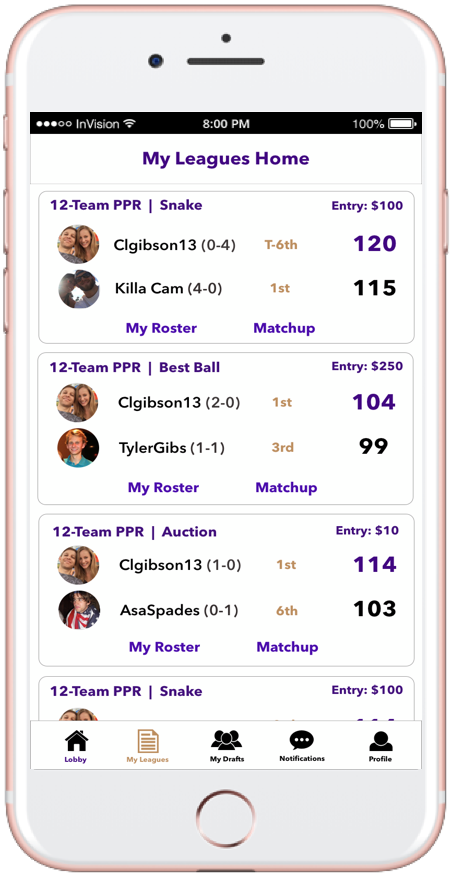 InVision 8:00 PM 100%
My Leagues Home
12-Team PPR | Snake Entry: $100
Clgibson13 (0-4) T-6th 120
Killa Cam (4-0) 1st 115
My Roster Matchup
12-Team PPR | Best Ball Entry: $250
Clgibson13 (2-0) 1st 104
TylerGibs (1-1) 3rd 99
My Roster Matchup
12-Team PPR | Auction Entry: $10
Clgibson13 (1-0) 1st 114
AsaSpades (0-1) 6th 103
My Roster Matchup
12-Team PPR | Snake Entry: $100
Lobby My Leagues My Drafts Notifications Profile